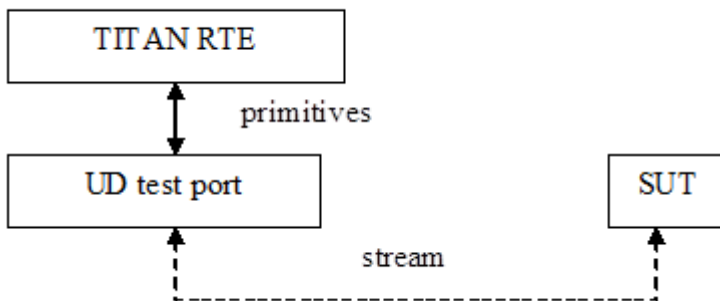 TITAN RTE
primitives
UD test port
SUT
stream